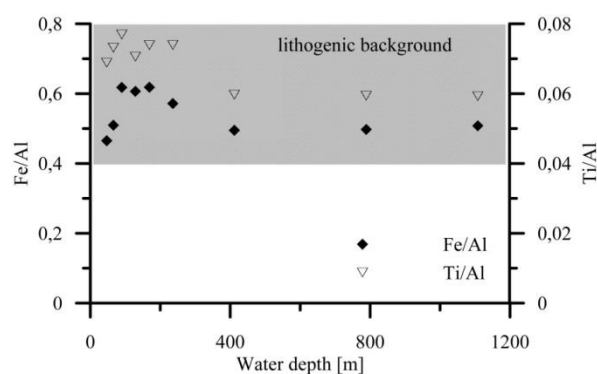 0,8
0,08
lithogenic background
0,6
0,06
Fe/Al
0,4
0,04
Ti/Al
0,2
Fe/Al
0,02
Ti/Al
0
0
0
400
800
1200
Water depth [m]